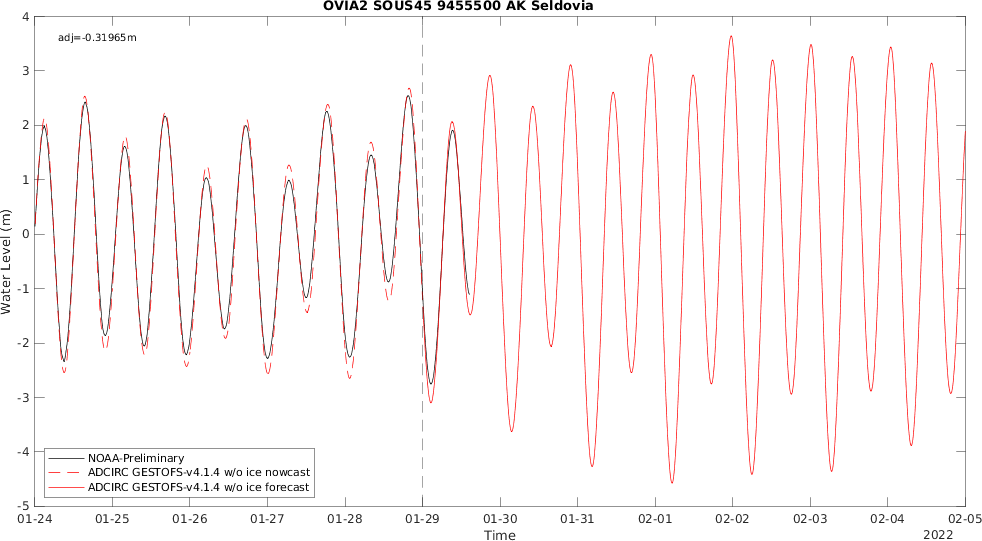 OVIA2 SOUS45 9455500 AK Seldovia
adj=-0.31965m
4
3
2
1
0
-1
-2
-3
-4
-5
Water Level (m)
NOAA-Preliminary
ADCIRC GESTOFS-v4.1.4 w/o ice nowcast
ADCIRC GESTOFS-v4.1.4 w/o ice forecast
01-24 01-25 01-26 01-27 01-28 01-29 01-30 01-31 02-01 02-02 02-03 02-04 02-05
Time
2022